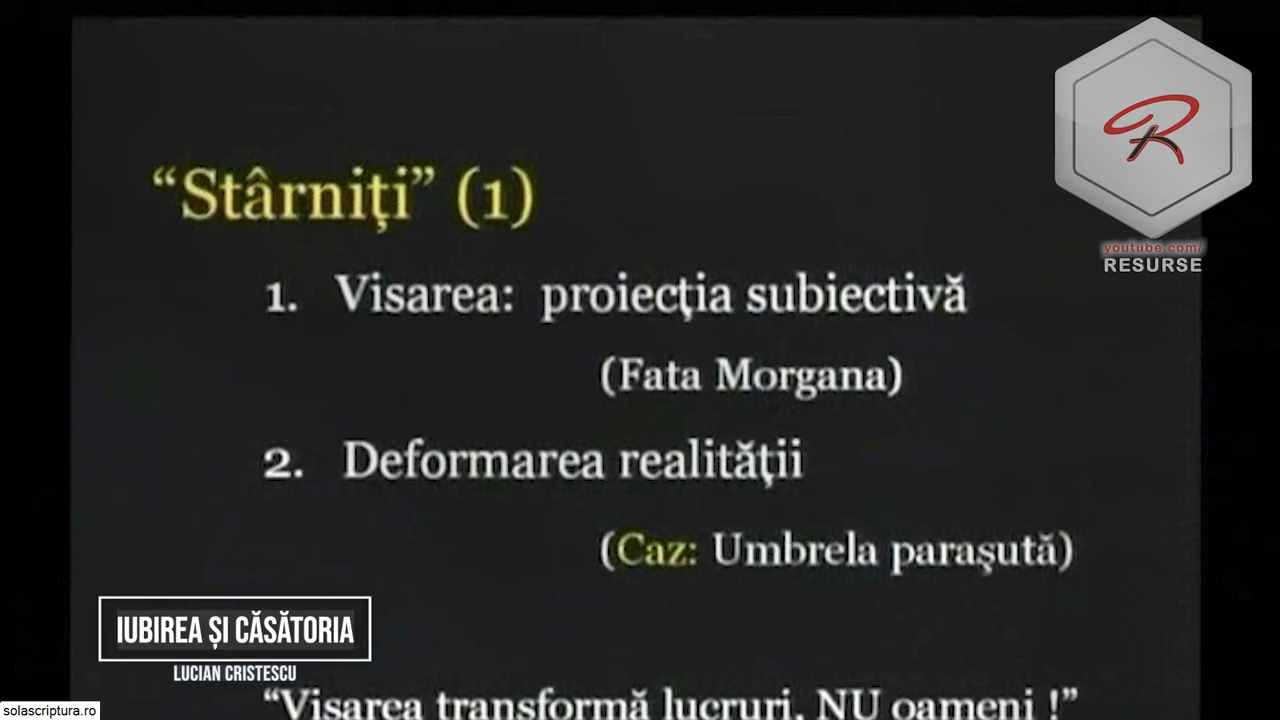 “Stârniți” (1)
1. Visarea: proiecția subiectivă
(Fata Morgana)
2. Deformarea realității
(Caz: Umbrela paraşută)
“Visarea transformă lucruri, NU oameni !”
R
youtube.com/
RESURSE
IUBIREA ȘI CĂSĂTORIA
LUCIAN CRISTESCU
solascriptura.ro